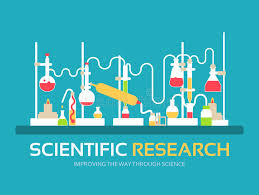 SCIENTIFIC RESEARCH
IMPROVING THE WAY THROUGH SCIENCE